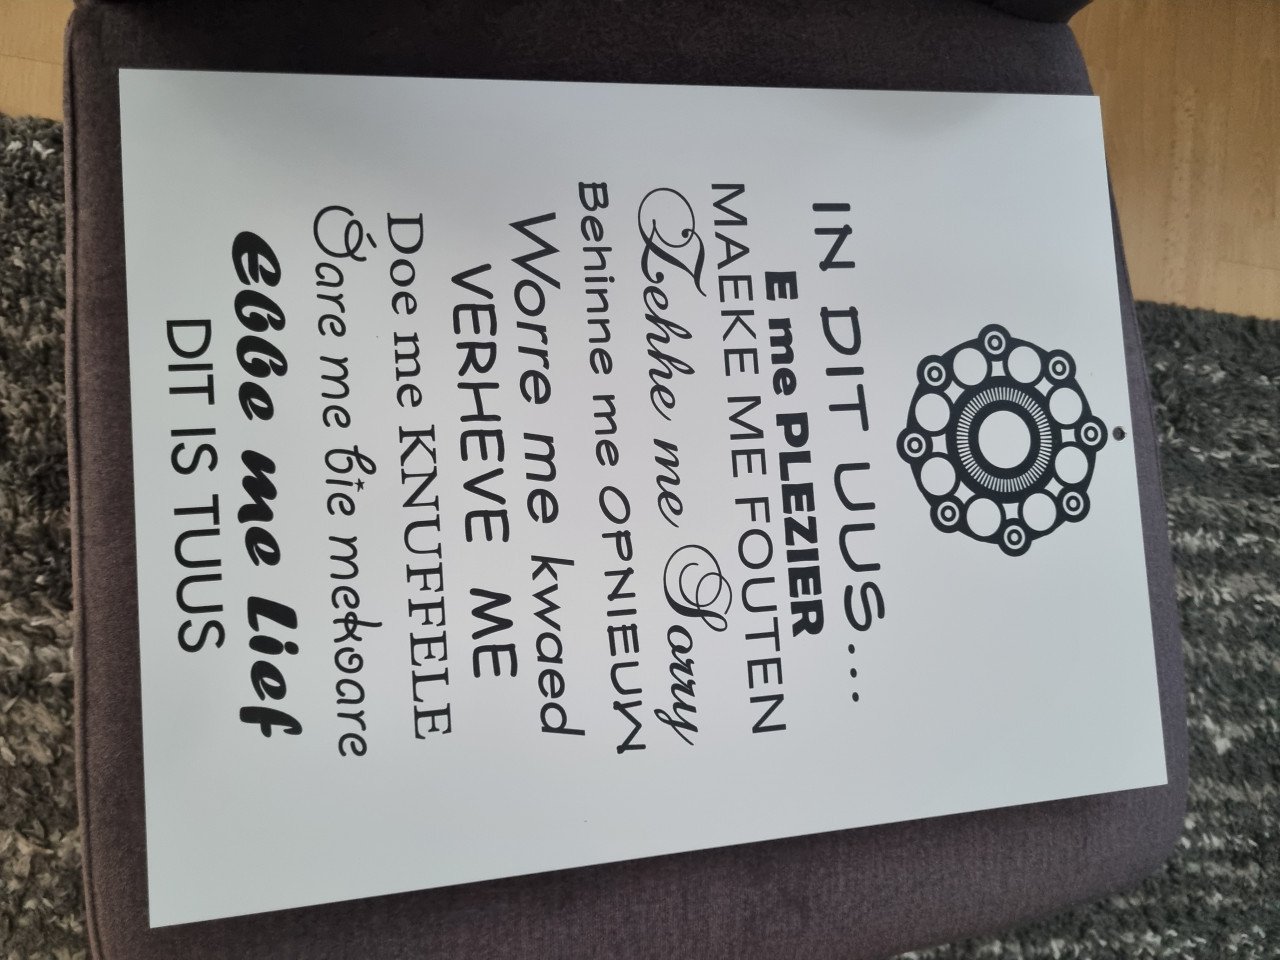 IN DIT UUS...
E me PLEZIER
MAEKE ME FOUTEN
Zehhe me Sorry
Behinne me OPNIEUW
Worre me kwaed
VERHEVE ME
Doe me KNUFFELE
Óare me bie mekoare
ebbe me lief
DIT IS TUUS